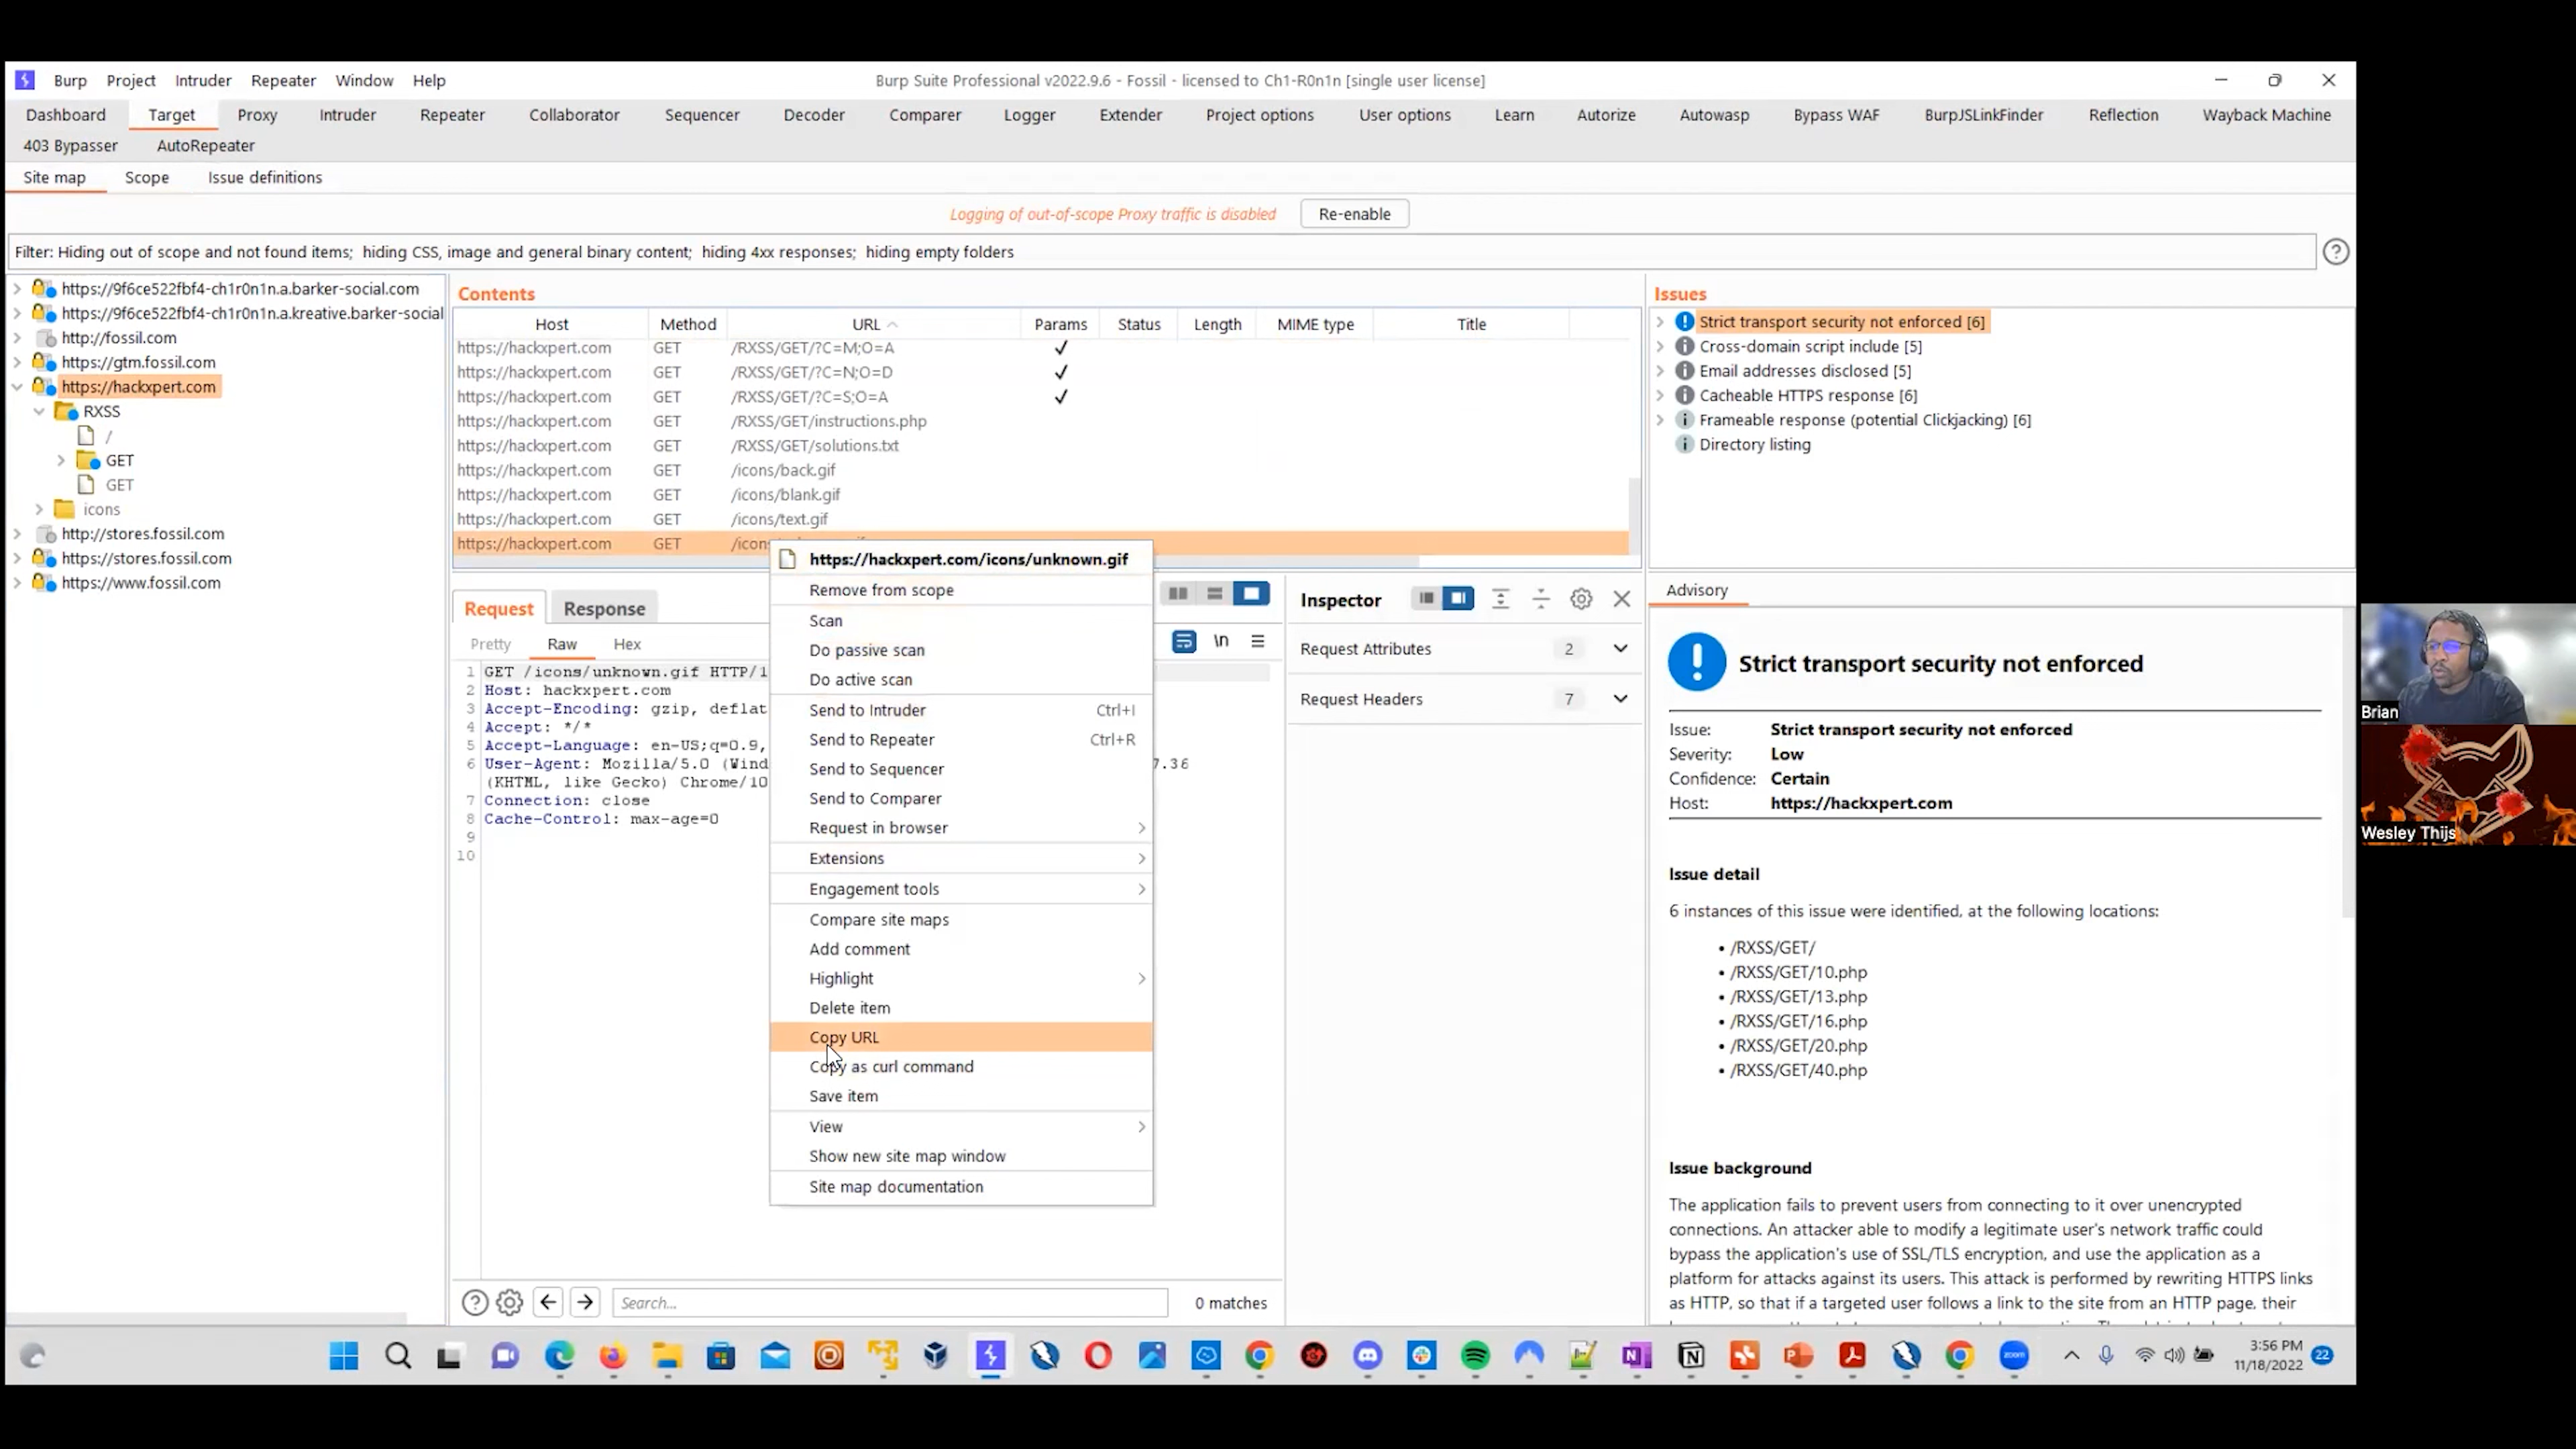 Burp Project Intruder Repeater Window Help
Burp Suite Professional v2022.9.6 - Fossil - licensed to Ch1-R0n1n [single user license]
Dashboard Target Proxy Intruder Repeater Collaborator Sequencer Decoder Comparer Logger Extender Project options User options Learn Autorize Autowasp Bypass WAF BurpJSLinkFinder Reflection Wayback Machine
403 Bypasser AutoRepeater
Site map Scope Issue definitions
Logging of out-of-scope Proxy traffic is disabled Re-enable
Filter: Hiding out of scope and not found items; hiding CSS, image and general binary content; hiding 4xx responses; hiding empty folders
https://9f6ce522fbf4-ch1r0n1n.a.barker-social.com
https://9f6ce522fbf4-ch1r0n1n.a.kreative.barker-social
http://fossil.com
https://gtm.fossil.com
https://hackxpert.com
RXSS
/
GET
GET
icons
http://stores.fossil.com
https://stores.fossil.com
https://www.fossil.com
Contents
Host Method URL Params Status Length MIME type Title
https://hackxpert.com GET /RXSS/GET/?C=M;O=A ✓
https://hackxpert.com GET /RXSS/GET/?C=N;O=D ✓
https://hackxpert.com GET /RXSS/GET/?C=S;O=A ✓
https://hackxpert.com GET /RXSS/GET/instructions.php
https://hackxpert.com GET /RXSS/GET/solutions.txt
https://hackxpert.com GET /icons/back.gif
https://hackxpert.com GET /icons/blank.gif
https://hackxpert.com GET /icons/text.gif
https://hackxpert.com GET /icons
https://hackxpert.com/icons/unknown.gif
Remove from scope
Scan
Do passive scan
Do active scan
Send to Intruder Ctrl+I
Send to Repeater Ctrl+R
Send to Sequencer
Send to Comparer
Request in browser
Extensions
Engagement tools
Compare site maps
Add comment
Highlight
Delete item
Copy URL
Copy as curl command
Save item
View
Show new site map window
Site map documentation
Request Response
Pretty Raw Hex
\n
1 GET /icons/unknown.gif HTTP/1
2 Host: hackxpert.com
3 Accept-Encoding: gzip, deflat
4 Accept: */*
5 Accept-Language: en-US;q=0.9,
6 User-Agent: Mozilla/5.0 (Wind 7.36
(KHTML, like Gecko) Chrome/10
7 Connection: close
8 Cache-Control: max-age=0
9
10
Search...
0 matches
Inspector
Request Attributes 2
Request Headers 7
Issues
Strict transport security not enforced [6]
Cross-domain script include [5]
Email addresses disclosed [5]
Cacheable HTTPS response [6]
Frameable response (potential Clickjacking) [6]
Directory listing
Advisory
Strict transport security not enforced
Issue: Strict transport security not enforced
Severity: Low
Confidence: Certain
Host: https://hackxpert.com
Issue detail
6 instances of this issue were identified, at the following locations:
• /RXSS/GET/
• /RXSS/GET/10.php
• /RXSS/GET/13.php
• /RXSS/GET/16.php
• /RXSS/GET/20.php
• /RXSS/GET/40.php
Issue background
The application fails to prevent users from connecting to it over unencrypted
connections. An attacker able to modify a legitimate user's network traffic could
bypass the application's use of SSL/TLS encryption, and use the application as a
platform for attacks against its users. This attack is performed by rewriting HTTPS links
as HTTP, so that if a targeted user follows a link to the site from an HTTP page, their
Brian
Wesley Thijs
zoom
3:56 PM
11/18/2022
22